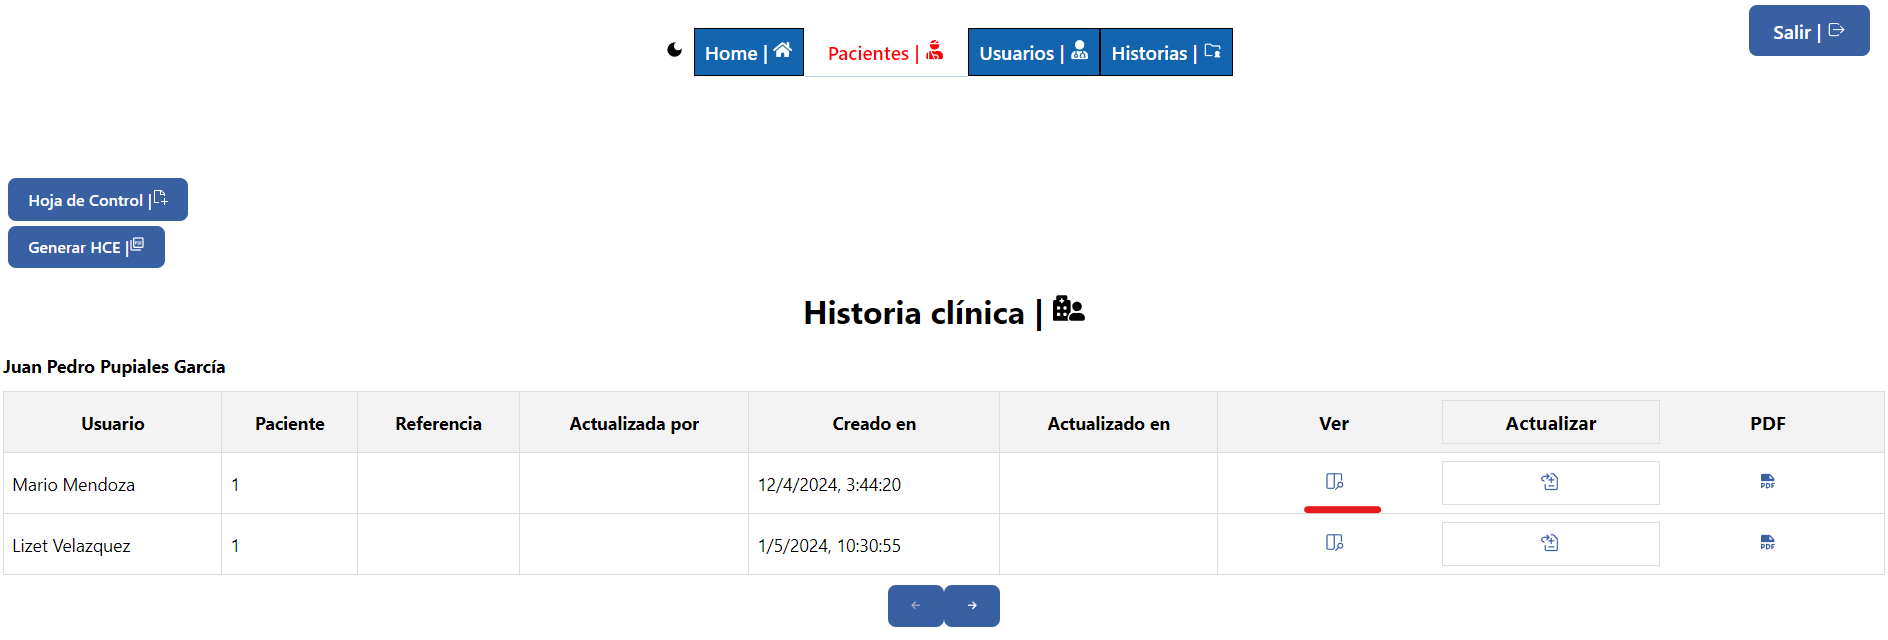 Salir |
Home | Pacientes | Usuarios | Historias |
Hoja de Control |
Generar HCE |
Historia clínica |
Juan Pedro Pupiales García
Usuario Paciente Referencia Actualizada por Creado en Actualizado en Ver Actualizar PDF
Mario Mendoza 1 12/4/2024, 3:44:20 PDF
Lizet Velazquez 1 1/5/2024, 10:30:55 PDF